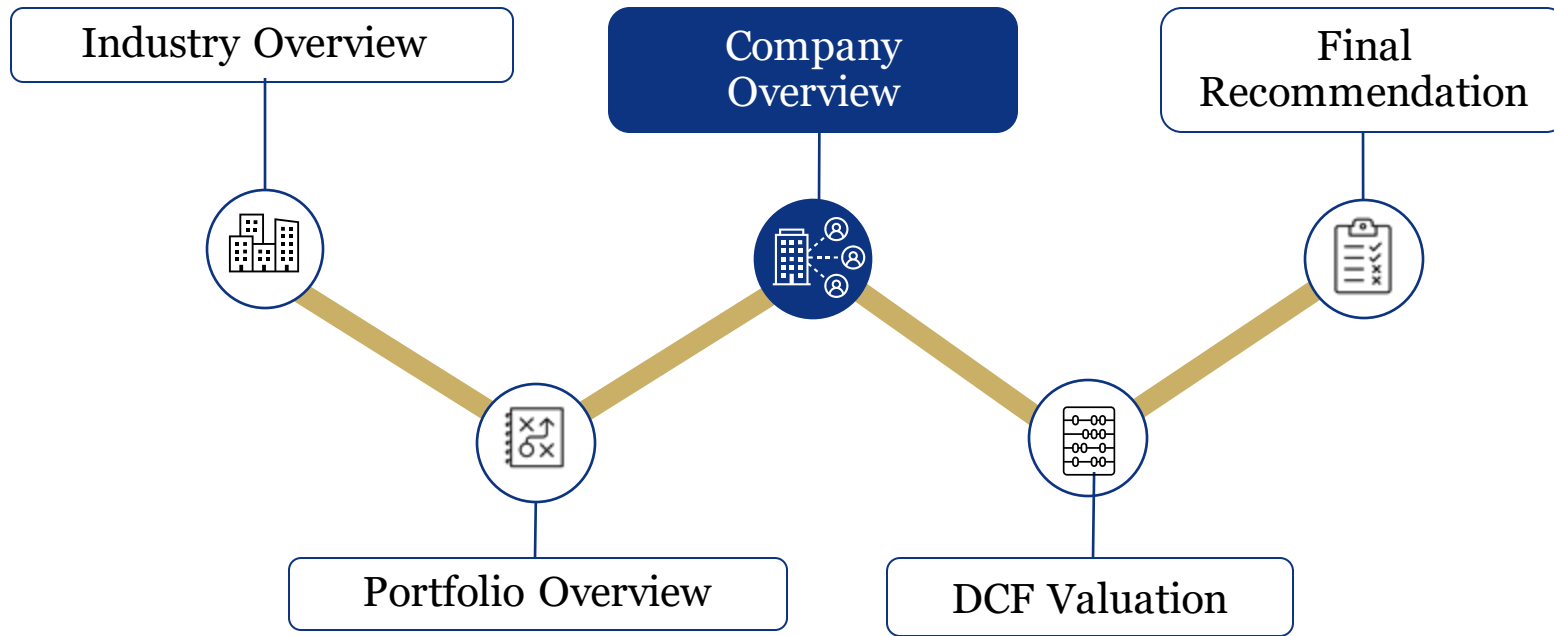 Industry Overview
Company
Overview
Final
Recommendation
Portfolio Overview
DCF Valuation